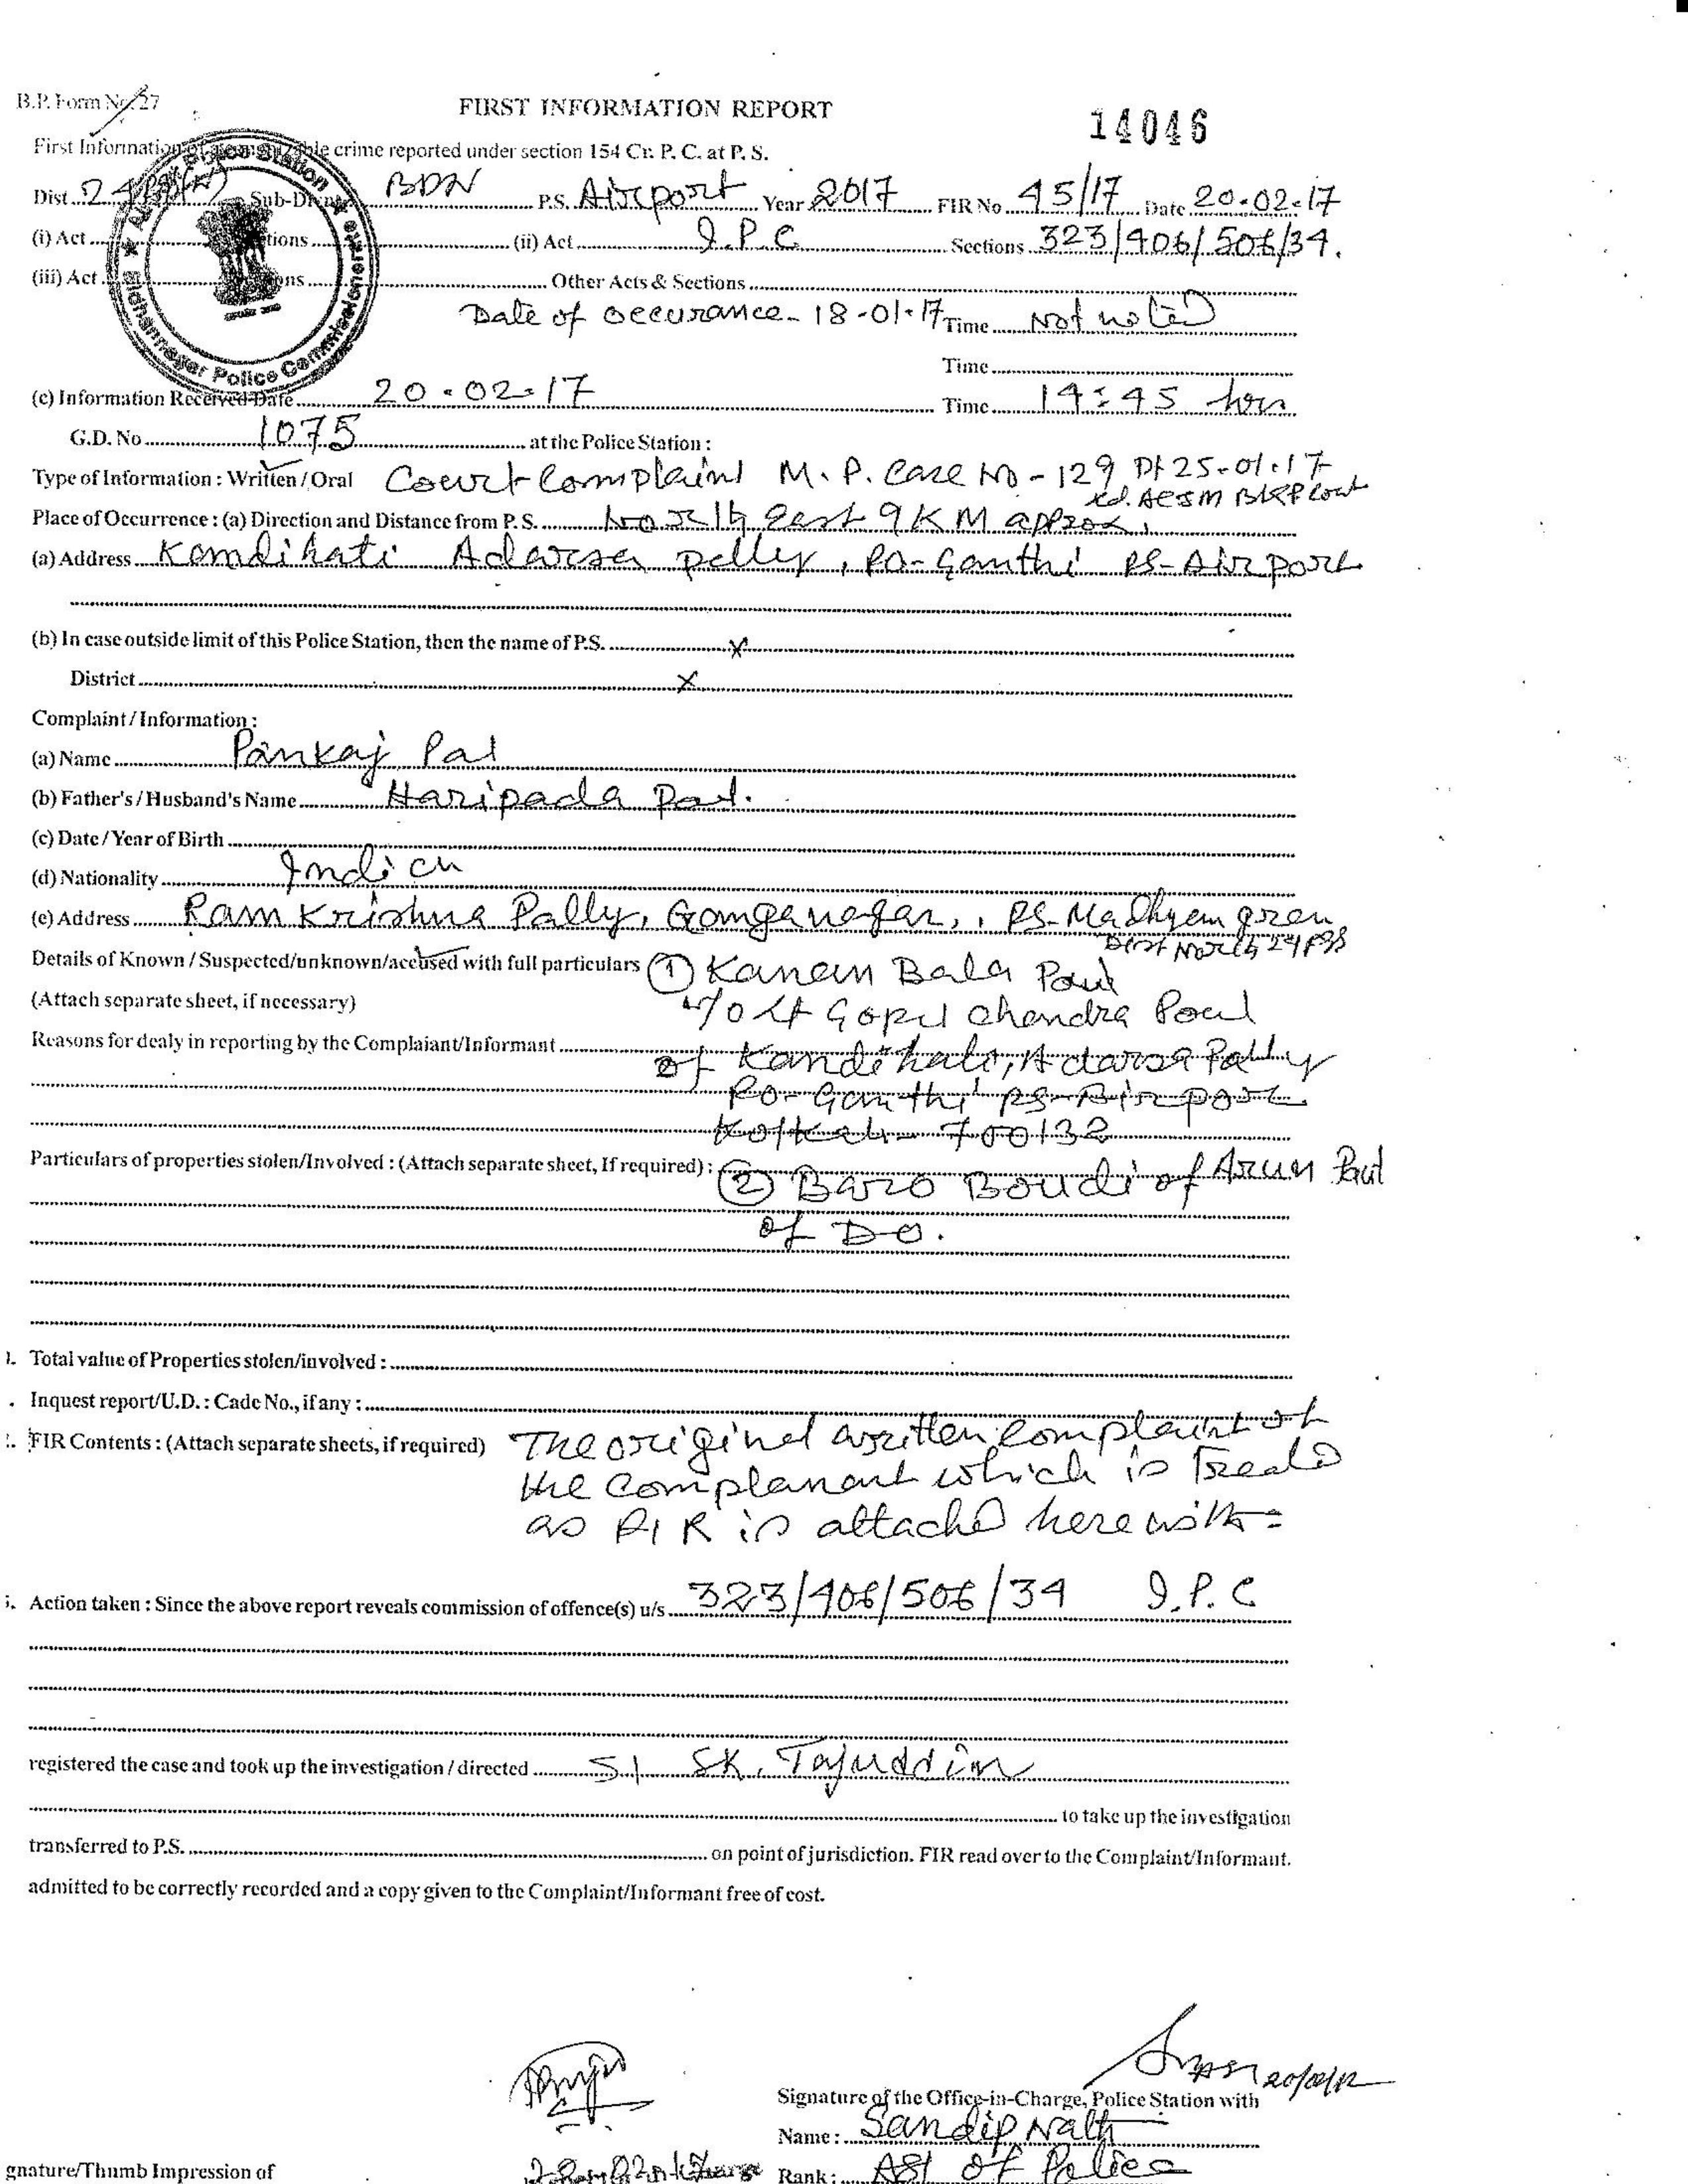 B.P. Form No. 27
FIRST INFORMATION REPORT
14046
First Information of a cognizable crime reported under section 154 Cr. P. C. at P. S.
Dist. 24 Sub-Divn. BDN P.S. Airport Year 2017 FIR No 45/17 Date 20-02-17
(i) Act (ii) Act I.P.C Sections 323/406/506/34.
(iii) Act Other Acts & Sections
Date of occurance - 18-01-17 Time Not noted
Time
(c) Information Received Date 20-02-17 Time 14:45 hrs
G.D. No 1075 at the Police Station :
Type of Information : Written / Oral Court Complaint M.P. Case No - 129 Dt 25-01-17
Ld. ACJM BKP Court
Place of Occurrence : (a) Direction and Distance from P. S. North East 9 KM approx,
(a) Address Kamdihati Adarsa pally, PO-Ganthi PS-Airport
(b) In case outside limit of this Police Station, then the name of P.S. X
District X
Complaint / Information :
(a) Name Pankaj Pal
(b) Father's / Husband's Name Haripada Pal.
(c) Date / Year of Birth
(d) Nationality Indian
(e) Address Ram Krishna Pally, Gonganagar, , PS-Madhyamgram
Dist North 24 PGS
Details of Known / Suspected/unknown/accused with full particulars (1) Kanan Bala Paul
(Attach separate sheet, if necessary) W/O Lt Gopal Chandra Paul
Reasons for dealy in reporting by the Complaiant/Informant
of Kandihati, Adarsa Pally
PO-Ganthi PS-Airport
Kolkata- 700132
Particulars of properties stolen/Involved : (Attach separate sheet, If required) : (2) Baro Boudi of Arun Paul
of DO.
Total value of Properties stolen/involved :
Inquest report/U.D. : Cade No., if any :
FIR Contents : (Attach separate sheets, if required) The original written complaint of
the complanant which is treated
as FIR is attached herewith =
Action taken : Since the above report reveals commission of offence(s) u/s 323/406/506/34 I.P.C
registered the case and took up the investigation / directed SI SK. Tajuddin
to take up the investigation
transferred to P.S. on point of jurisdiction. FIR read over to the Complaint/Informant.
admitted to be correctly recorded and a copy given to the Complaint/Informant free of cost.
Signature of the Office-in-Charge, Police Station with
Name : Sandip Nath
gnature/Thumb Impression of
Rank : ASI of Police